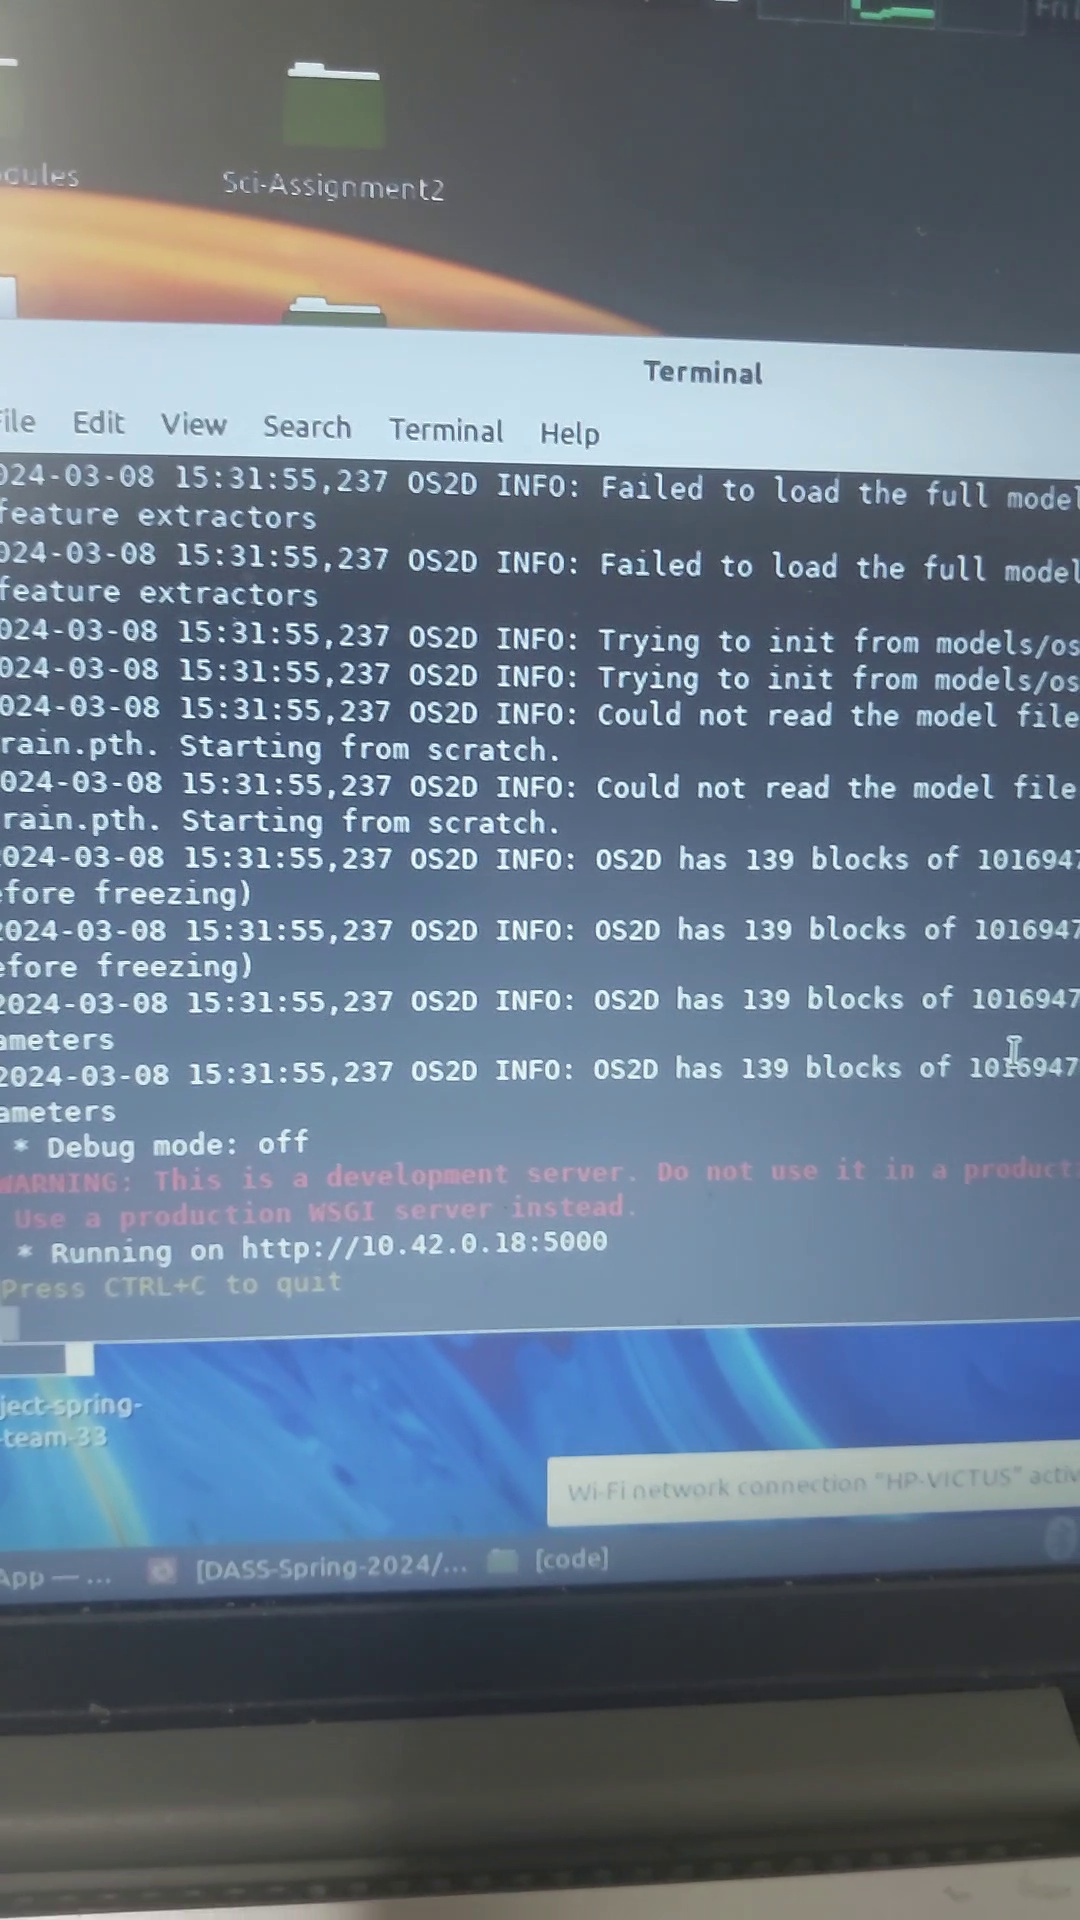 Sci-Assignment2
Terminal
File Edit View Search Terminal Help
024-03-08 15:31:55,237 OS2D INFO: Failed to load the full model
feature extractors
024-03-08 15:31:55,237 OS2D INFO: Failed to load the full model
feature extractors
024-03-08 15:31:55,237 OS2D INFO: Trying to init from models/os
024-03-08 15:31:55,237 OS2D INFO: Trying to init from models/os
024-03-08 15:31:55,237 OS2D INFO: Could not read the model file
rain.pth. Starting from scratch.
024-03-08 15:31:55,237 OS2D INFO: Could not read the model file
rain.pth. Starting from scratch.
2024-03-08 15:31:55,237 OS2D INFO: OS2D has 139 blocks of 1016947
efore freezing)
2024-03-08 15:31:55,237 OS2D INFO: OS2D has 139 blocks of 1016947
efore freezing)
2024-03-08 15:31:55,237 OS2D INFO: OS2D has 139 blocks of 1016947
ameters
2024-03-08 15:31:55,237 OS2D INFO: OS2D has 139 blocks of 1016947
ameters
* Debug mode: off
WARNING: This is a development server. Do not use it in a product
Use a production WSGI server instead.
* Running on http://10.42.0.18:5000
Press CTRL+C to quit
ject-spring-
-team-33
Wi-Fi network connection "HP-VICTUS" activ
App — ... [DASS-Spring-2024/... [code]